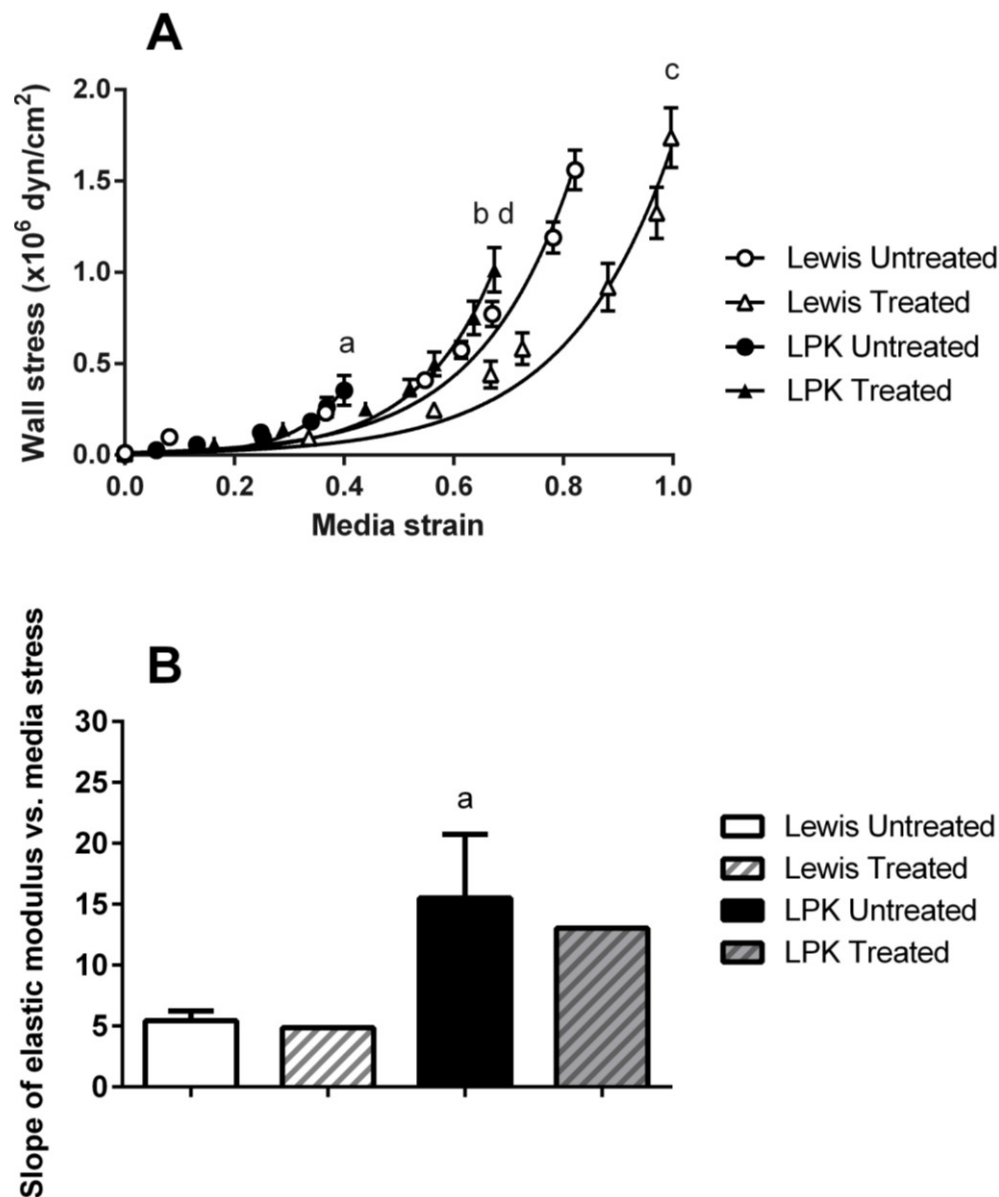 A
Wall stress (x10⁶ dyn/cm²)
2.0
1.5
1.0
0.5
0.0
a
b d
c
0.0 0.2 0.4 0.6 0.8 1.0
Media strain
Lewis Untreated
Lewis Treated
LPK Untreated
LPK Treated
B
Slope of elastic modulus vs. media stress
30
25
20
15
10
5
0
a
Lewis Untreated
Lewis Treated
LPK Untreated
LPK Treated